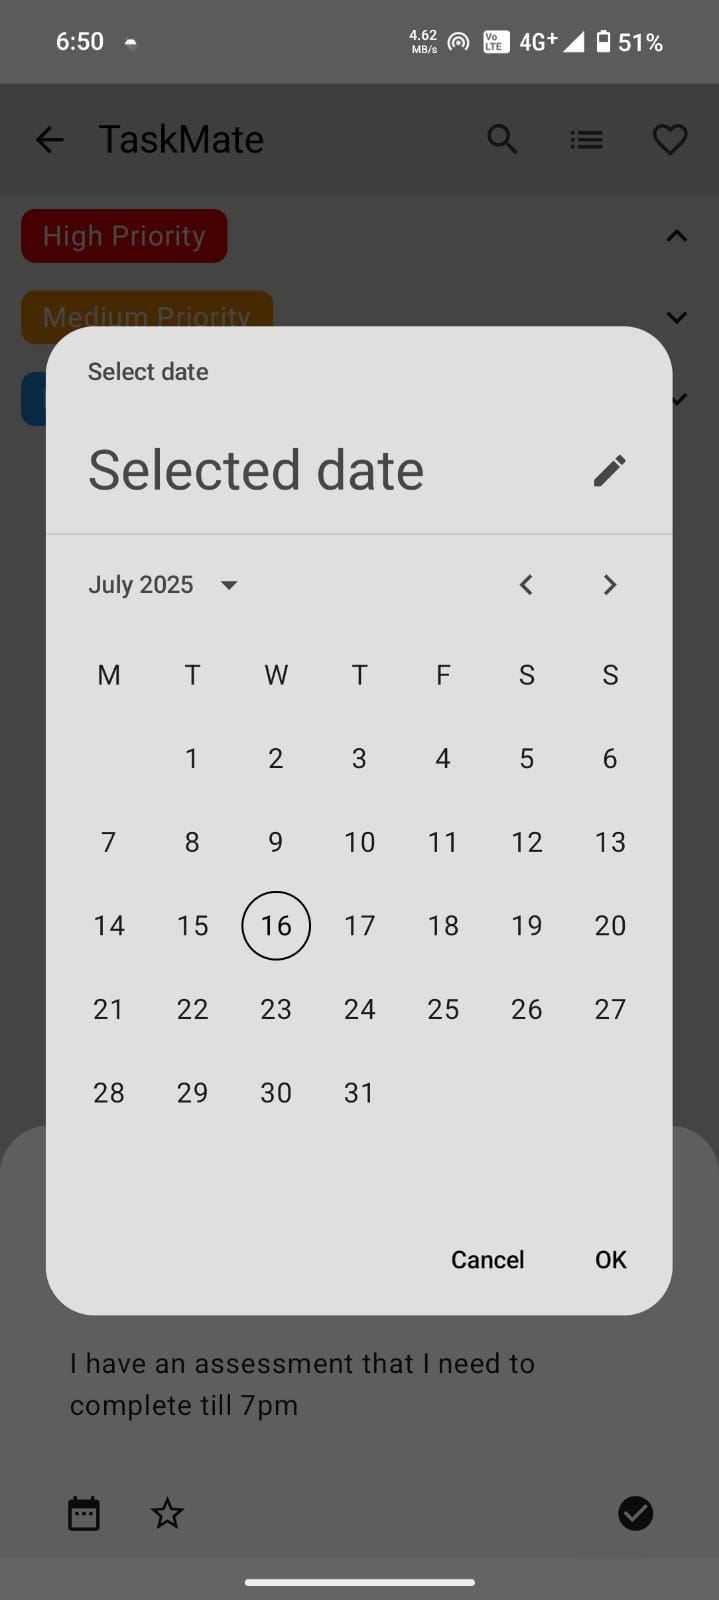 6:50 4.62 MB/s Vo LTE 4G+ 51%
TaskMate
High Priority
Medium Priority
Select date
Selected date
July 2025
M T W T F S S
1 2 3 4 5 6
7 8 9 10 11 12 13
14 15 16 17 18 19 20
21 22 23 24 25 26 27
28 29 30 31
Cancel OK
I have an assessment that I need to
complete till 7pm